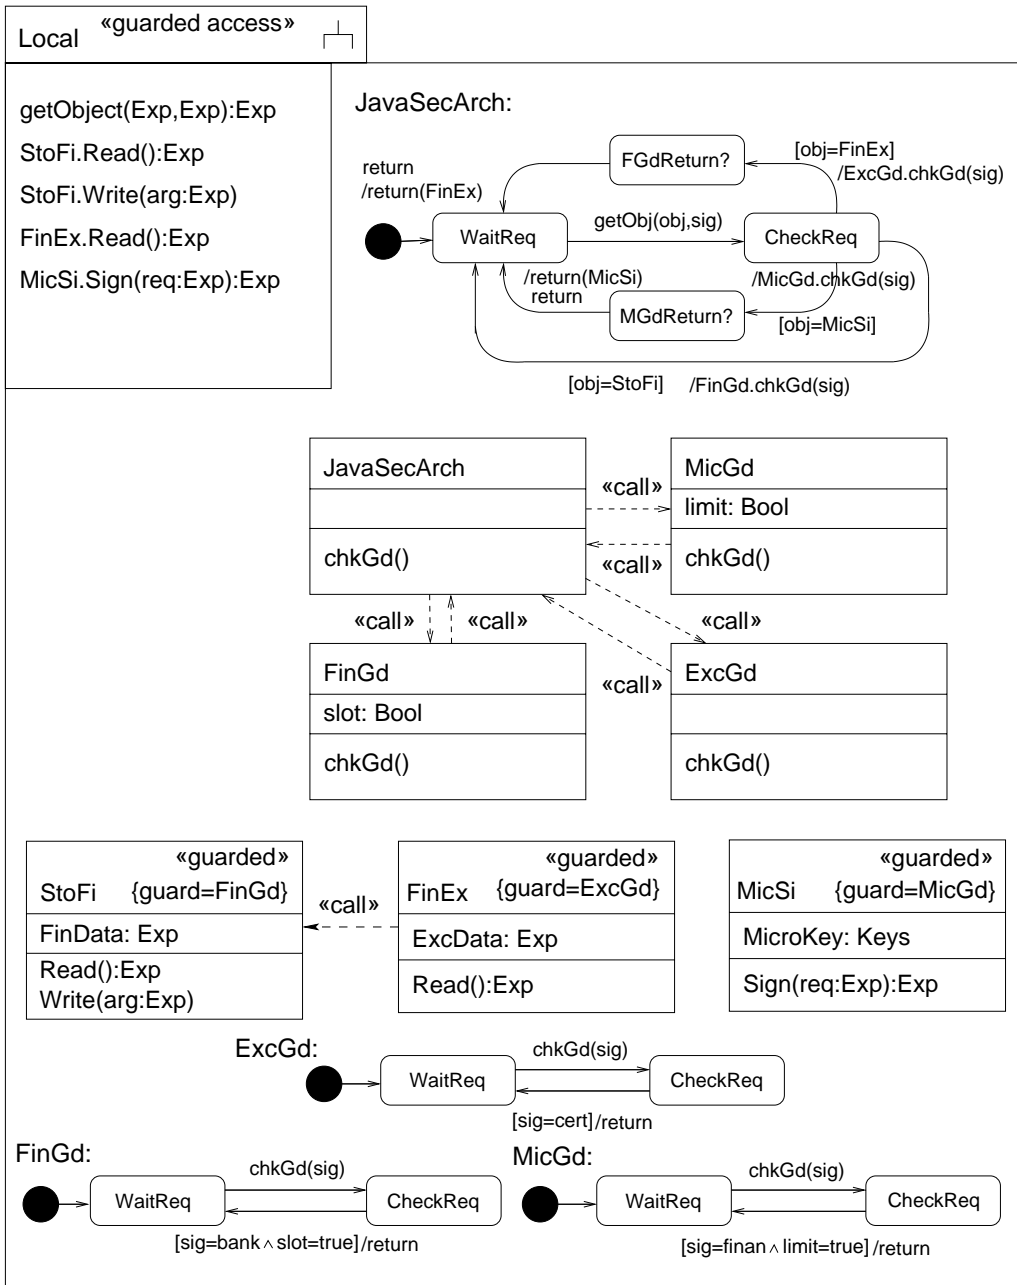 Local «guarded access»
getObject(Exp,Exp):Exp
StoFi.Read():Exp
StoFi.Write(arg:Exp)
FinEx.Read():Exp
MicSi.Sign(req:Exp):Exp
JavaSecArch:
return
/return(FinEx)
FGdReturn?
[obj=FinEx]
/ExcGd.chkGd(sig)
WaitReq
getObj(obj,sig)
CheckReq
/return(MicSi)
return
MGdReturn?
/MicGd.chkGd(sig)
[obj=MicSi]
[obj=StoFi] /FinGd.chkGd(sig)
JavaSecArch
chkGd()
«call»
«call»
MicGd
limit: Bool
chkGd()
«call»
«call»
«call»
«call»
FinGd
slot: Bool
chkGd()
ExcGd
chkGd()
«guarded»
StoFi {guard=FinGd}
FinData: Exp
Read():Exp
Write(arg:Exp)
«call»
«guarded»
FinEx {guard=ExcGd}
ExcData: Exp
Read():Exp
«guarded»
MicSi {guard=MicGd}
MicroKey: Keys
Sign(req:Exp):Exp
ExcGd:
WaitReq
chkGd(sig)
CheckReq
[sig=cert]/return
FinGd:
WaitReq
chkGd(sig)
CheckReq
[sig=bank∧slot=true]/return
MicGd:
WaitReq
chkGd(sig)
CheckReq
[sig=finan∧limit=true]/return